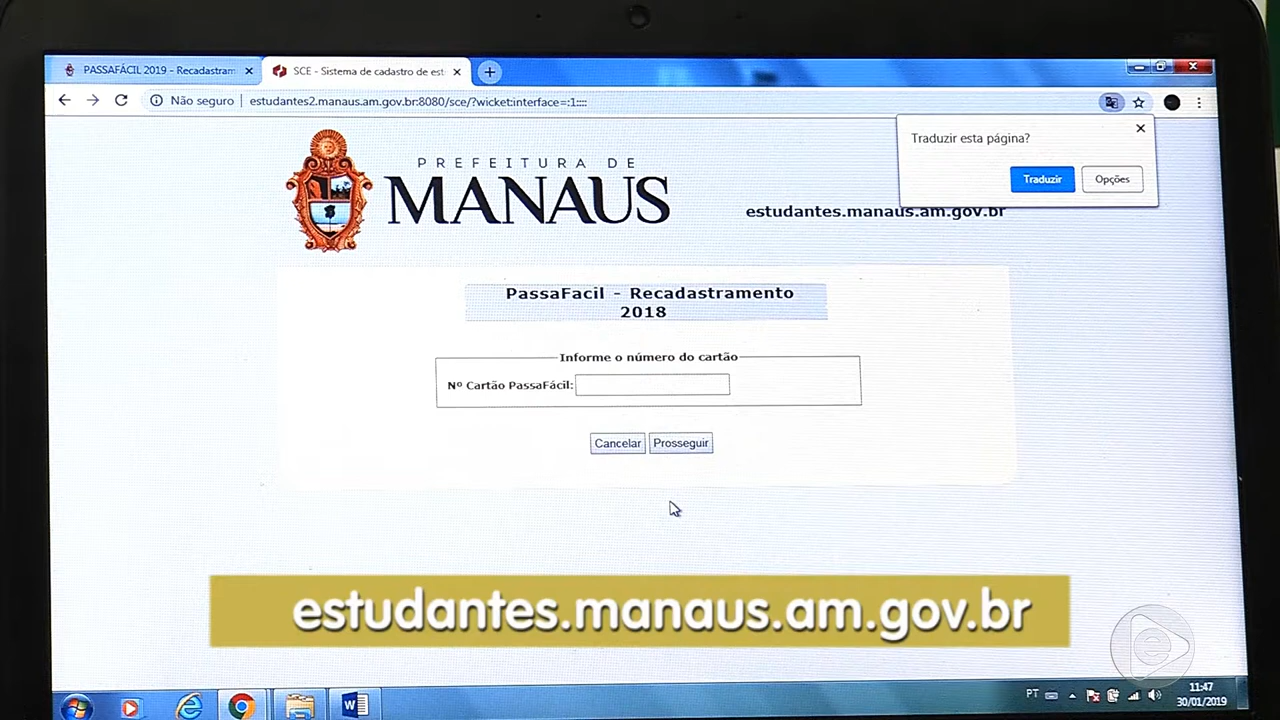 PASSAFÁCIL 2019 - Recadastram
SCE - Sistema de cadastro de est
Não seguro
estudantes2.manaus.am.gov.br:8080/sce/?wicket:interface=:1::::
Traduzir esta página?
Traduzir
Opções
PREFEITURA DE
MANAUS
estudantes.manaus.am.gov.br
PassaFacil - Recadastramento
2018
Informe o número do cartão
Nº Cartão PassaFácil:
Cancelar
Prosseguir
estudantes.manaus.am.gov.br
PT
11:47
30/01/2019